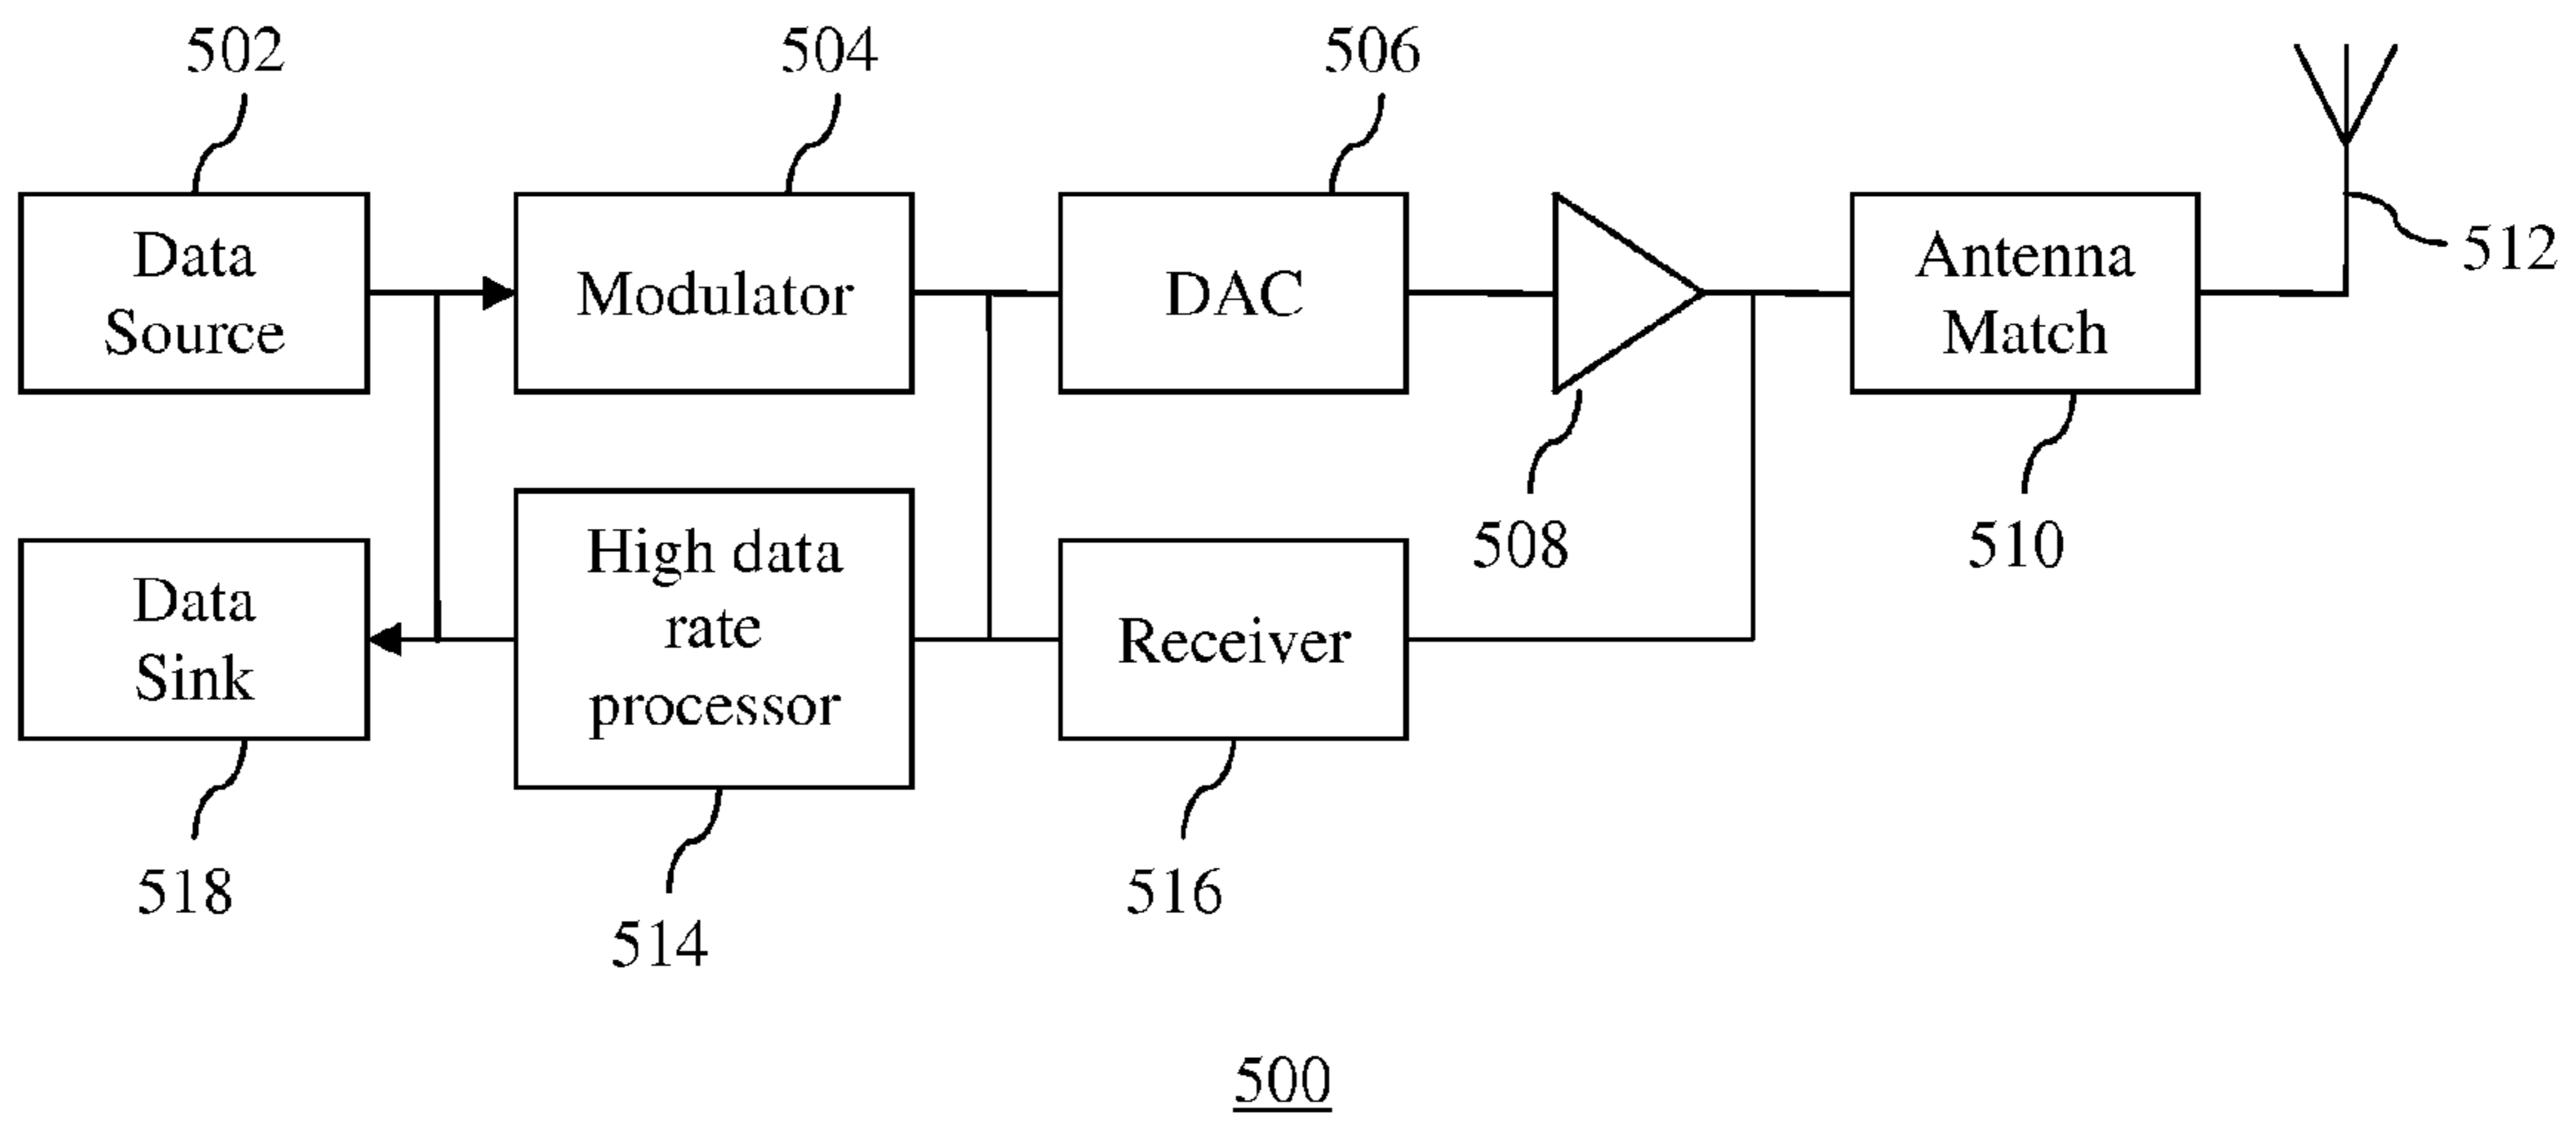 502
504
506
Data
Source
Modulator
DAC
Antenna
Match
512
508
510
Data
Sink
High data
rate
processor
Receiver
518
514
516
500